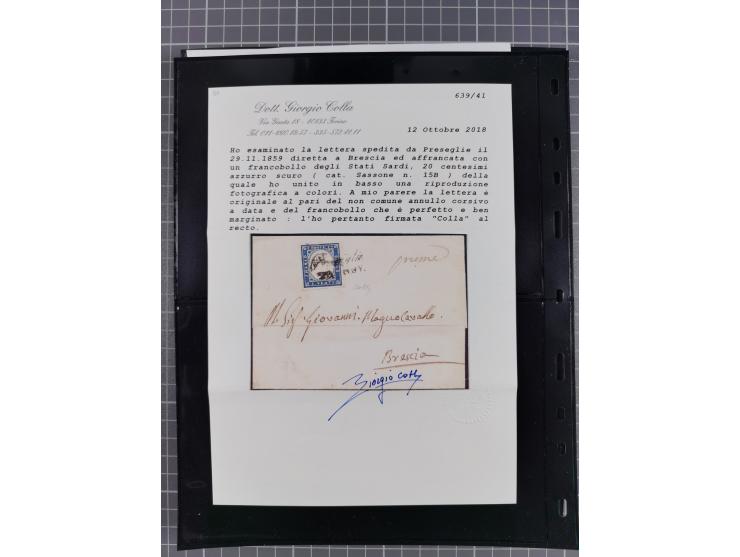 639/41
Dott. Giorgio Colla
12 Ottobre 2018
Ho esaminato la lettera spedita da Preseglie il
29.11.1859 diretta a Brescia ed affrancata con
un francobollo degli Stati Sardi, 20 centesimi
azzurro scuro ( cat. Sassone n. 15B ) della
quale ho unito in basso una riproduzione
fotografica a colori. A mio parere la lettera è
originale al pari del non comune annullo corsivo
a data e del francobollo che è perfetto e ben
marginato : l'ho pertanto firmata "Colla" al
recto.
Giovanni
Brescia
Giorgio Colla